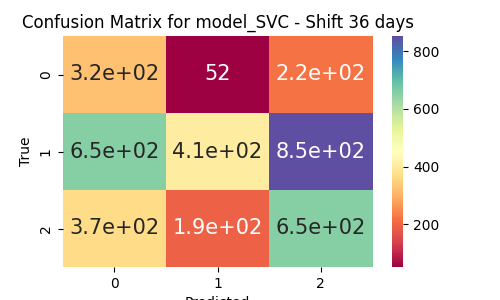 Confusion Matrix for model_SVC - Shift 36 days
0 3.2e+02 52 2.2e+02
1 6.5e+02 4.1e+02 8.5e+02
2 3.7e+02 1.9e+02 6.5e+02
0 1 2
True
Predicted
800
600
400
200